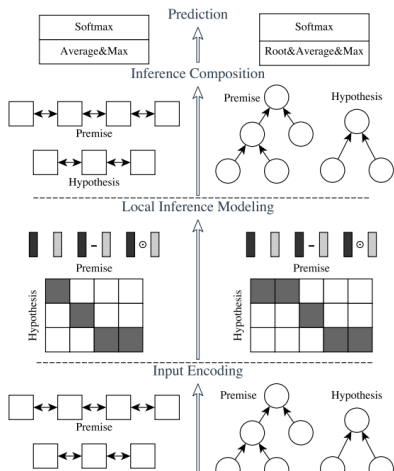 Prediction
Softmax
Average&Max
Softmax
Root&Average&Max
Inference Composition
Premise
Hypothesis
Premise
Hypothesis
Local Inference Modeling
–
–
Premise
Hypothesis
Premise
Hypothesis
Input Encoding
Premise
Premise
Hypothesis